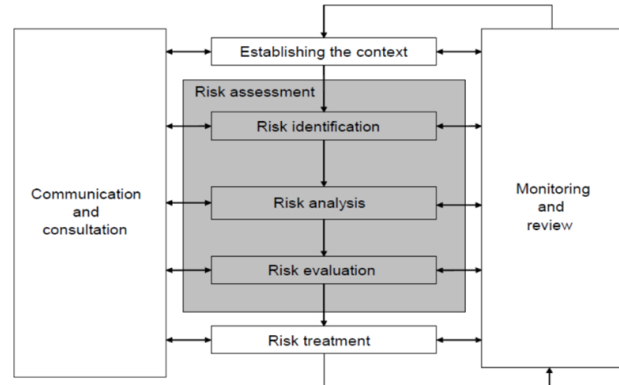 Establishing the context
Risk assessment
Risk identification
Communication
and
consultation
Risk analysis
Monitoring
and
review
Risk evaluation
Risk treatment